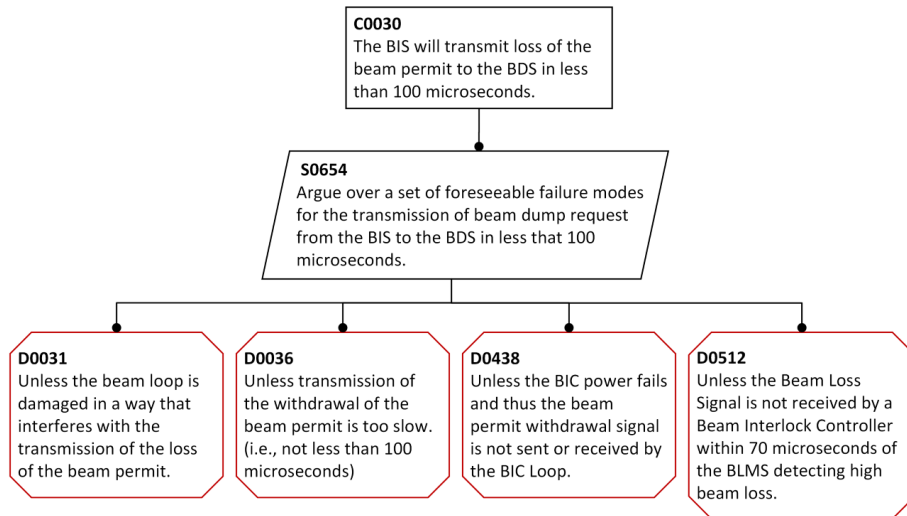 C0030
The BIS will transmit loss of the
beam permit to the BDS in less
than 100 microseconds.
S0654
Argue over a set of foreseeable failure modes
for the transmission of beam dump request
from the BIS to the BDS in less that 100
microseconds.
D0031
Unless the beam loop is
damaged in a way that
interferes with the
transmission of the loss
of the beam permit.
D0036
Unless transmission of
the withdrawal of the
beam permit is too slow.
(i.e., not less than 100
microseconds)
D0438
Unless the BIC power fails
and thus the beam
permit withdrawal signal
is not sent or received by
the BIC Loop.
D0512
Unless the Beam Loss
Signal is not received by a
Beam Interlock Controller
within 70 microseconds of
the BLMS detecting high
beam loss.